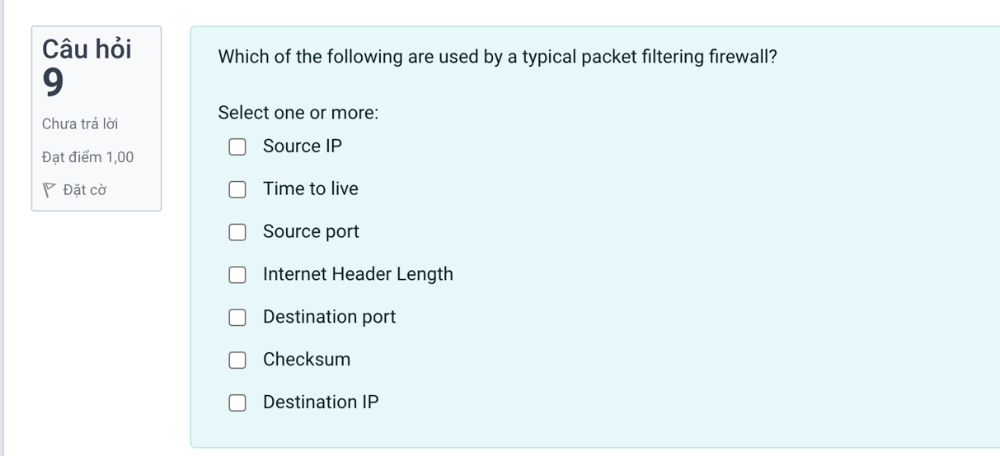 Câu hỏi
9
Chưa trả lời
Đạt điểm 1,00
Đặt cờ
Which of the following are used by a typical packet filtering firewall?
Select one or more:
Source IP
Time to live
Source port
Internet Header Length
Destination port
Checksum
Destination IP